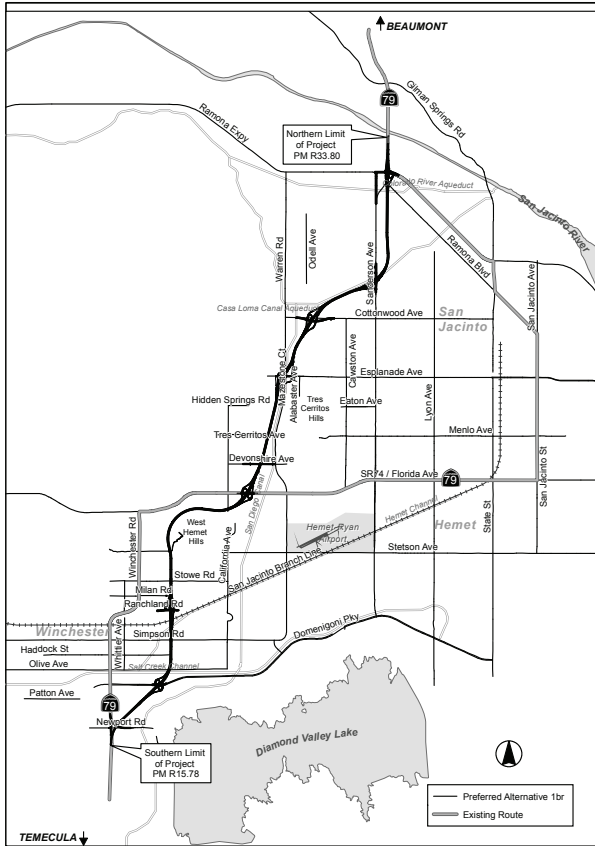 BEAUMONT
79
Gilman Springs Rd
Ramona Expy
Northern Limit
of Project
PM R33.80
Colorado River Aqueduct
San Jacinto River
Warren Rd
Odell Ave
Sanderson Ave
Ramona Blvd
San Jacinto Ave
Casa Loma Canal Aqueduct
Cottonwood Ave
San
Jacinto
Mazestone Ct
Alabaster Ave
Cawston Ave
Esplanade Ave
Lyon Ave
Hidden Springs Rd
Tres
Cerritos
Hills
Eaton Ave
Tres Cerritos Ave
Menlo Ave
Devonshire Ave
SR74 / Florida Ave
79
San Jacinto St
San Diego Canal
State St
Winchester Rd
West
Hemet
Hills
California Ave
Hemet-Ryan
Airport
Hemet Channel
Hemet
Stetson Ave
San Jacinto Branch Line
Stowe Rd
Milan Rd
Ranchland Rd
Winchester
Simpson Rd
Domenigoni Pky
Whittier Ave
Haddock St
Olive Ave
Salt Creek Channel
Patton Ave
79
Newport Rd
Southern Limit
of Project
PM R15.78
Diamond Valley Lake
Preferred Alternative 1br
Existing Route
TEMECULA